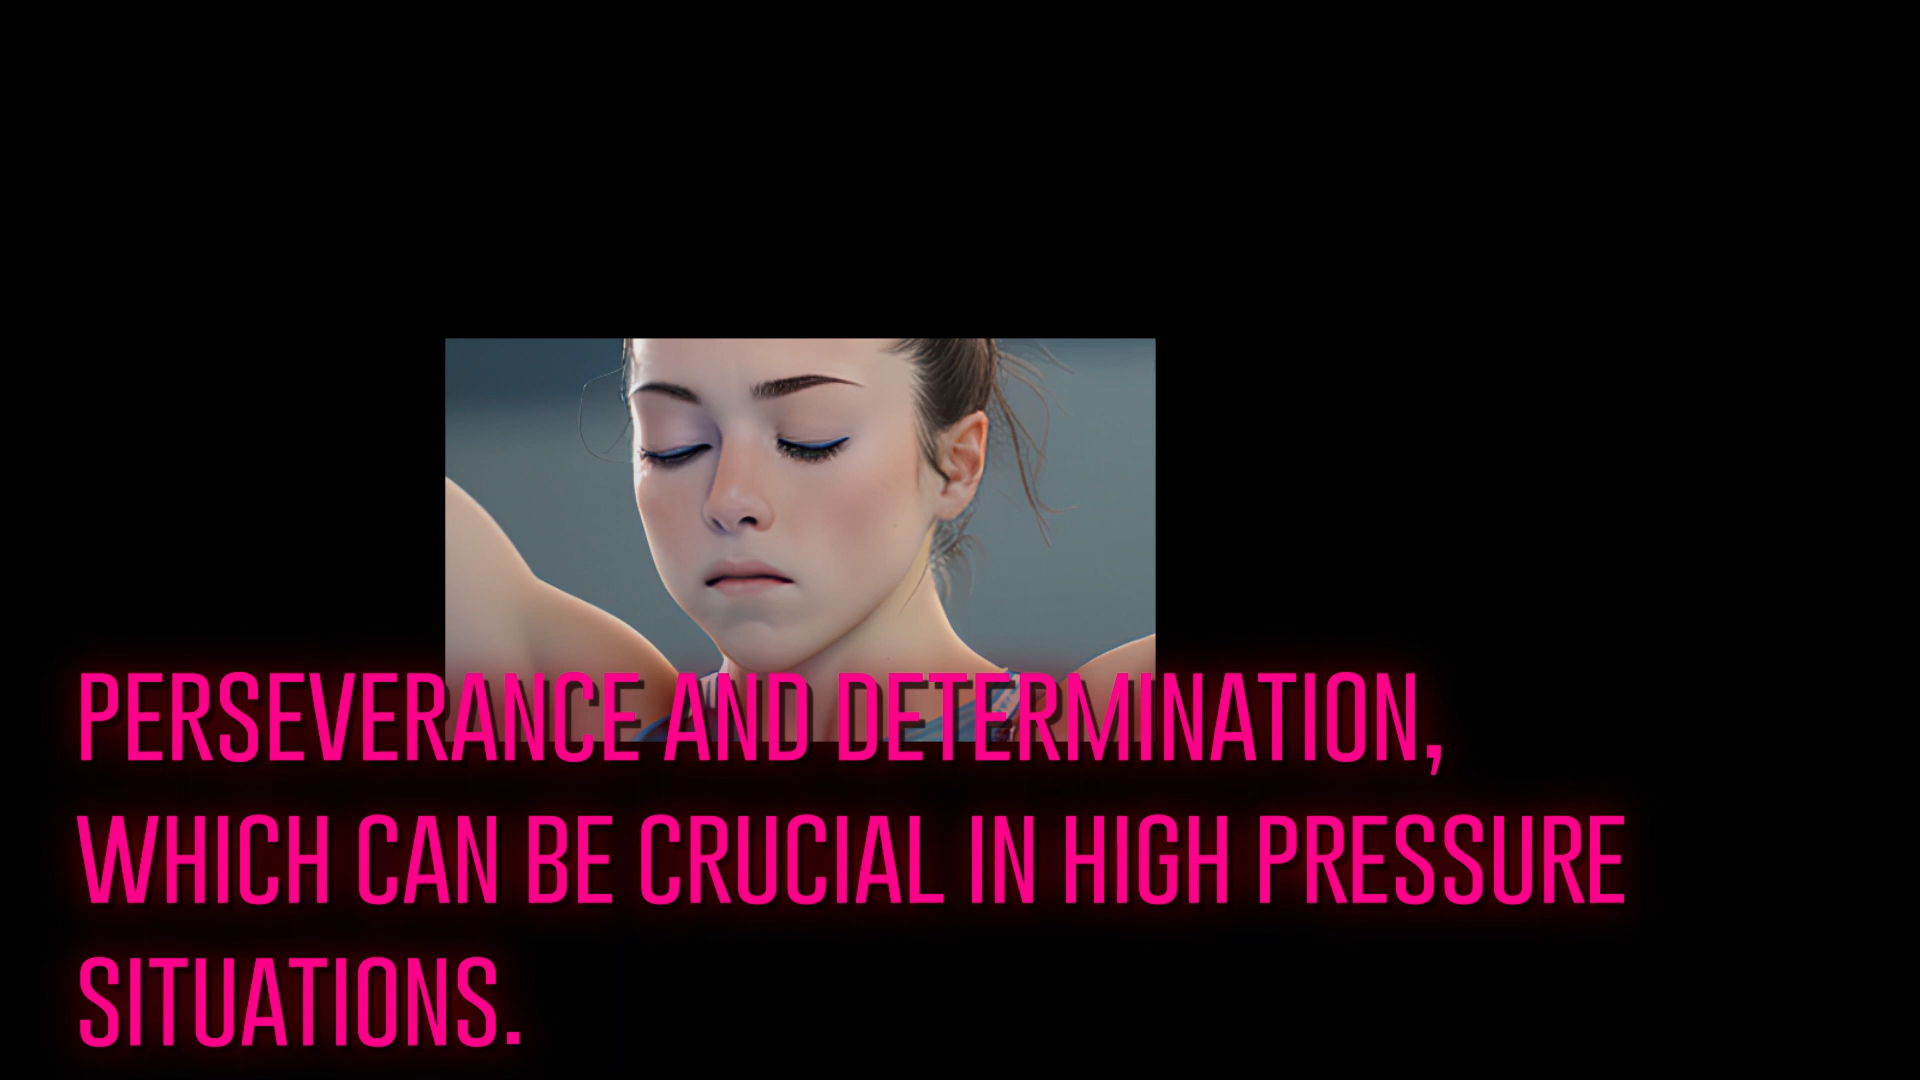 PERSEVERANCE AND DETERMINATION,
WHICH CAN BE CRUCIAL IN HIGH PRESSURE
SITUATIONS.